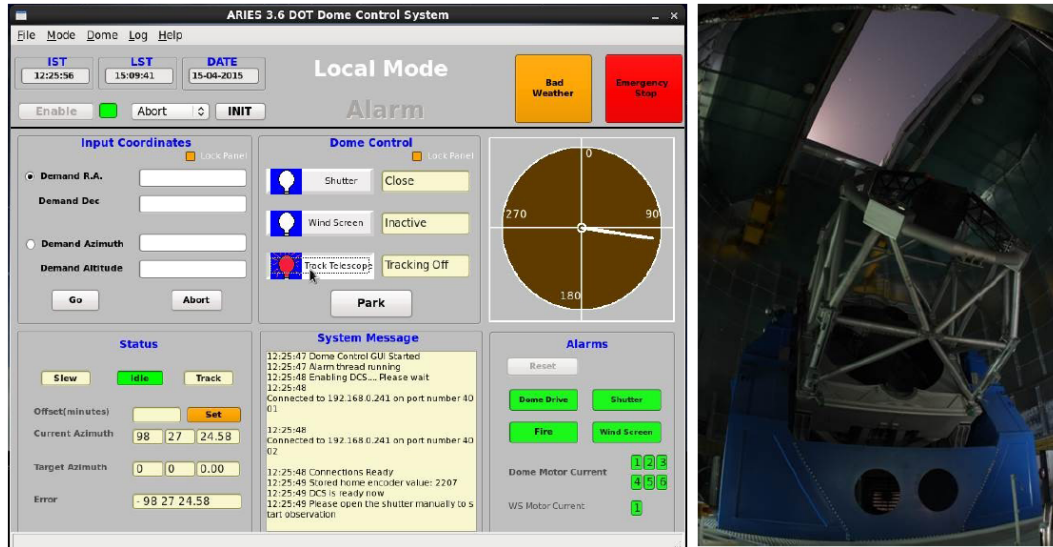 ARIES 3.6 DOT Dome Control System
File Mode Dome Log Help
IST LST DATE
12:25:56 15:09:41 15-04-2015
Local Mode
Bad
Weather
Emergency
Stop
Enable Abort INIT
Alarm
Input Coordinates
Lock Panel
Demand R.A.
Demand Dec
Demand Azimuth
Demand Altitude
Go Abort
Dome Control
Lock Panel
Shutter Close
Wind Screen Inactive
Track Telescope Tracking Off
Park
0
270 90
180
Status
Slew Idle Track
Offset(minutes) Set
Current Azimuth 98 27 24.58
Target Azimuth 0 0 0.00
Error - 98 27 24.58
System Message
12:25:47 Dome Control GUI Started
12:25:47 Alarm thread running
12:25:48 Enabling DCS.... Please wait
12:25:48
Connected to 192.168.0.241 on port number 40
01
12:25:48
Connected to 192.168.0.241 on port number 40
02
12:25:48 Connections Ready
12:25:49 Stored home encoder value: 2207
12:25:49 DCS is ready now
12:25:49 Please open the shutter manually to s
tart observation
Alarms
Reset
Dome Drive Shutter
Fire Wind Screen
Dome Motor Current 1 2 3
4 5 6
WS Motor Current 1